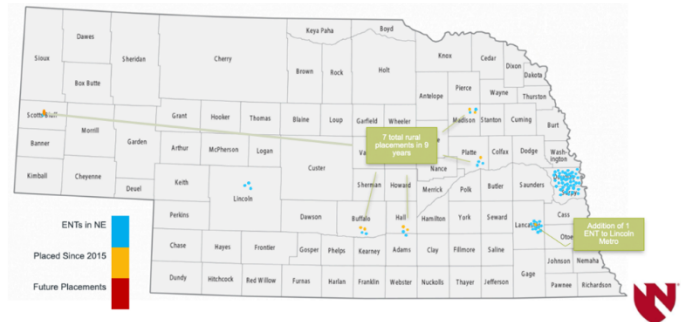 Keya Paha
Boyd
Dawes
Sioux
Sheridan
Cherry
Knox
Cedar
Dixon
Dakota
Brown
Rock
Holt
Box Butte
Antelope
Pierce
Wayne
Thurston
Scotts Bluff
Grant
Hooker
Thomas
Blaine
Loup
Garfield
Wheeler
Madison
Stanton
Cuming
Burt
Morrill
Banner
Garden
Arthur
McPherson
Logan
7 total rural
placements in 9
years
Platte
Colfax
Dodge
Wash-
ington
Custer
Nance
Kimball
Cheyenne
Deuel
Keith
Lincoln
Sherman
Howard
Merrick
Polk
Butler
Saunders
Perkins
Dawson
Buffalo
Hall
Hamilton
York
Seward
Cass
Addition of 1
ENT to Lincoln
Metro
ENTs in NE
Chase
Hayes
Frontier
Gosper
Phelps
Kearney
Adams
Clay
Fillmore
Saline
Placed Since 2015
Gage
Johnson
Nemaha
Dundy
Hitchcock
Red Willow
Furnas
Harlan
Franklin
Webster
Nuckolls
Thayer
Jefferson
Pawnee
Richardson
Future Placements
N